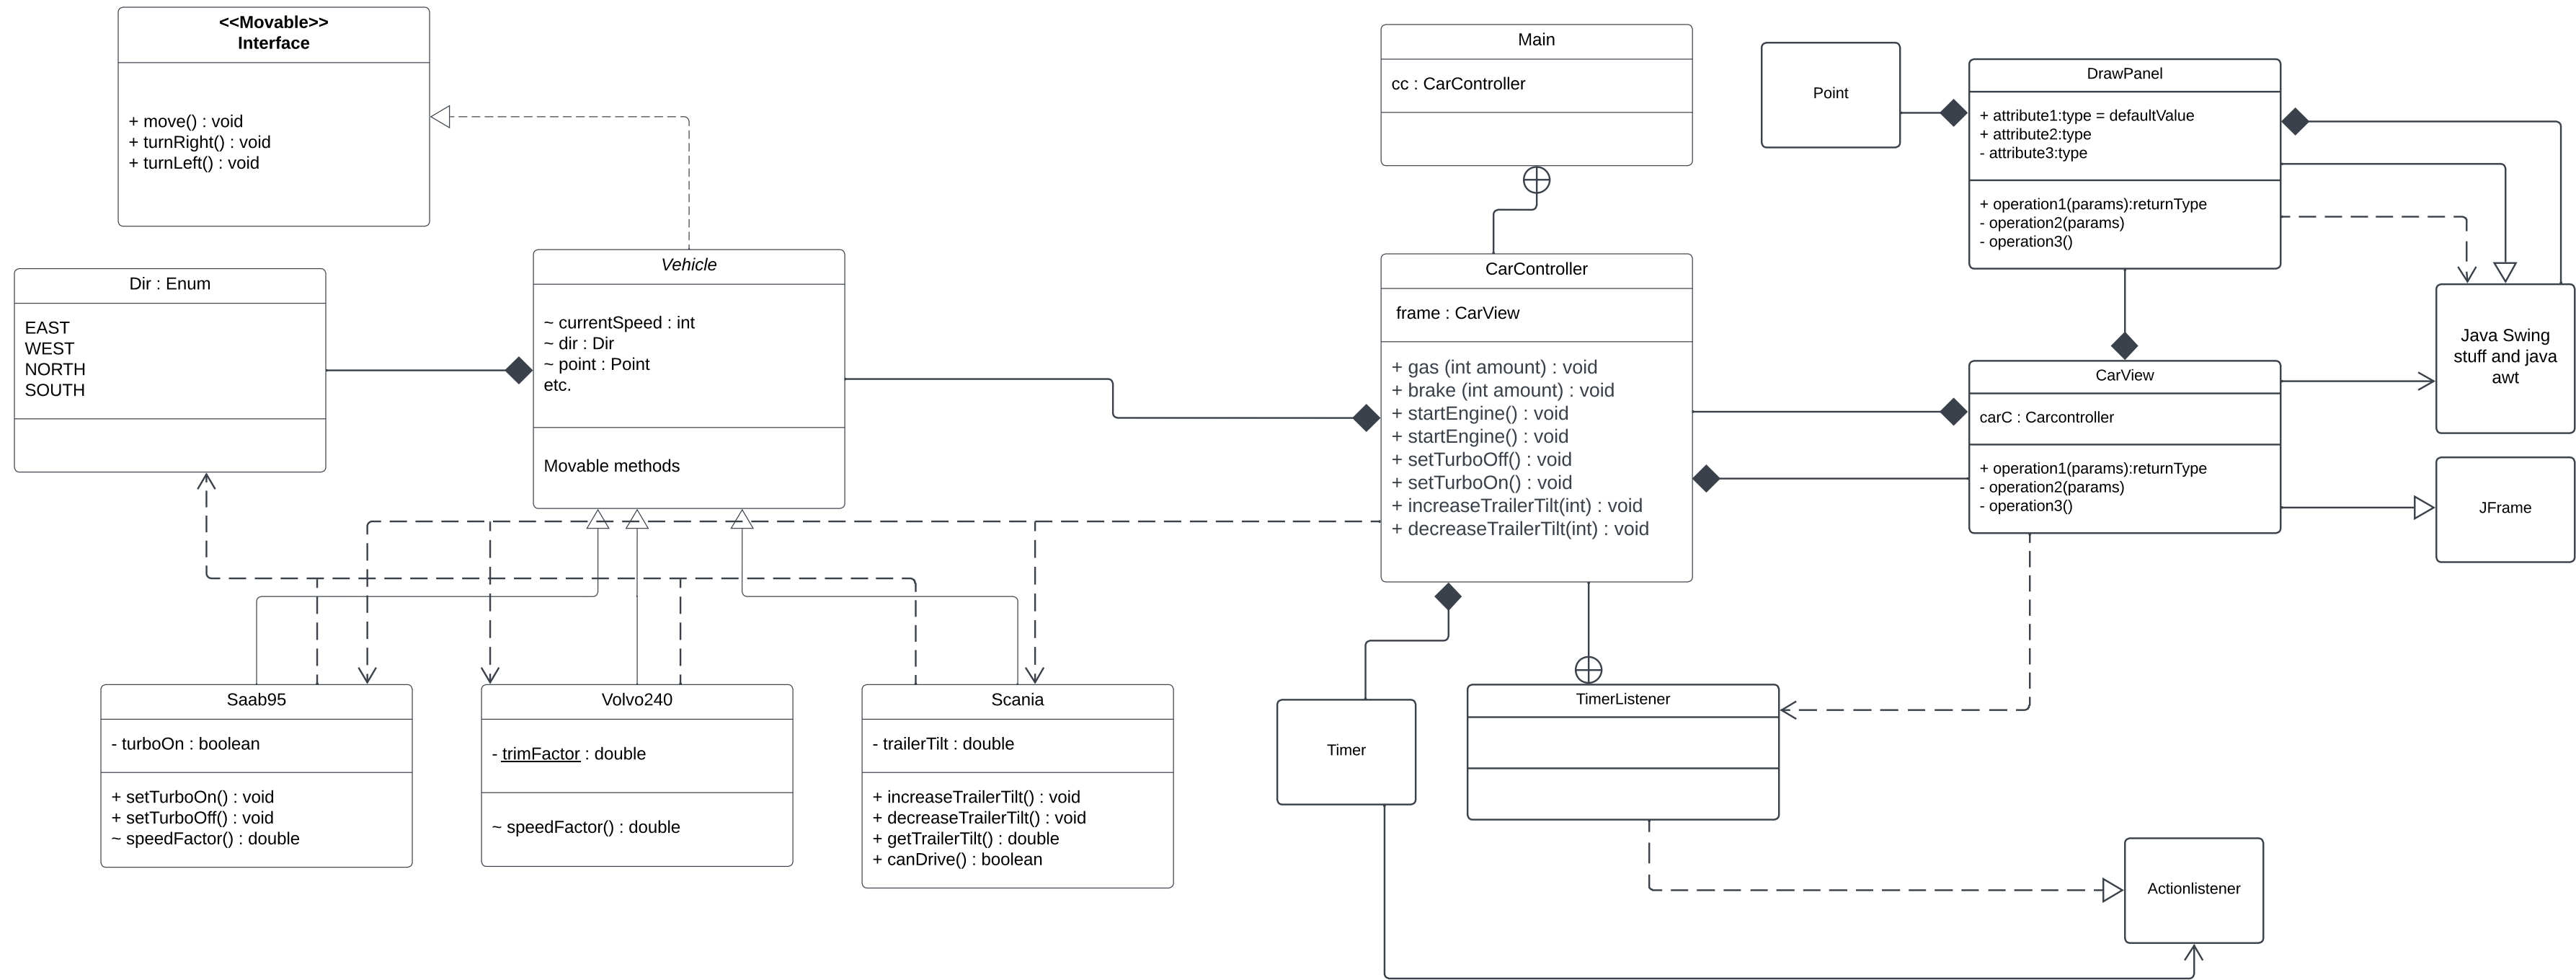 <<Movable>>
Interface
+ move() : void
+ turnRight() : void
+ turnLeft() : void
Dir : Enum
EAST
WEST
NORTH
SOUTH
Vehicle
~ currentSpeed : int
~ dir : Dir
~ point : Point
etc.
Movable methods
Saab95
- turboOn : boolean
+ setTurboOn() : void
+ setTurboOff() : void
~ speedFactor() : double
Volvo240
- trimFactor : double
~ speedFactor() : double
Scania
- trailerTilt : double
+ increaseTrailerTilt() : void
+ decreaseTrailerTilt() : void
+ getTrailerTilt() : double
+ canDrive() : boolean
Main
cc : CarController
CarController
frame : CarView
+ gas (int amount) : void
+ brake (int amount) : void
+ startEngine() : void
+ startEngine() : void
+ setTurboOff() : void
+ setTurboOn() : void
+ increaseTrailerTilt(int) : void
+ decreaseTrailerTilt(int) : void
Timer
TimerListener
Point
DrawPanel
+ attribute1:type = defaultValue
+ attribute2:type
- attribute3:type
+ operation1(params):returnType
- operation2(params)
- operation3()
CarView
carC : Carcontroller
+ operation1(params):returnType
- operation2(params)
- operation3()
Java Swing
stuff and java
awt
JFrame
Actionlistener